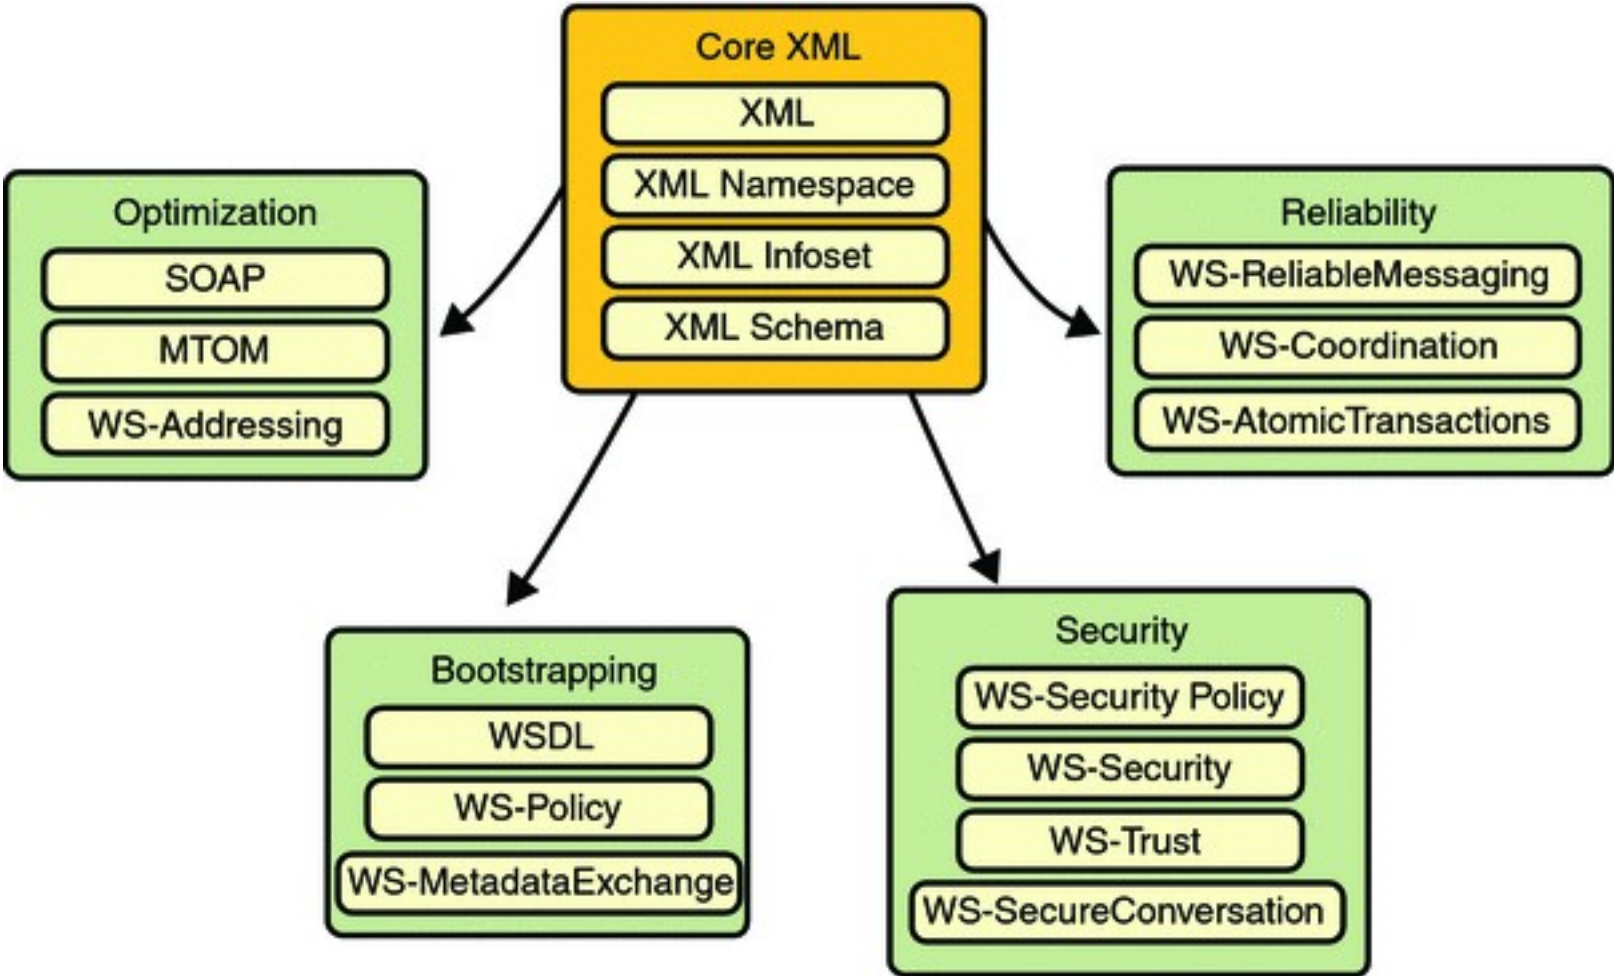 Core XML
XML
XML Namespace
XML Infoset
XML Schema
Optimization
SOAP
MTOM
WS-Addressing
Reliability
WS-ReliableMessaging
WS-Coordination
WS-AtomicTransactions
Bootstrapping
WSDL
WS-Policy
WS-MetadataExchange
Security
WS-Security Policy
WS-Security
WS-Trust
WS-SecureConversation